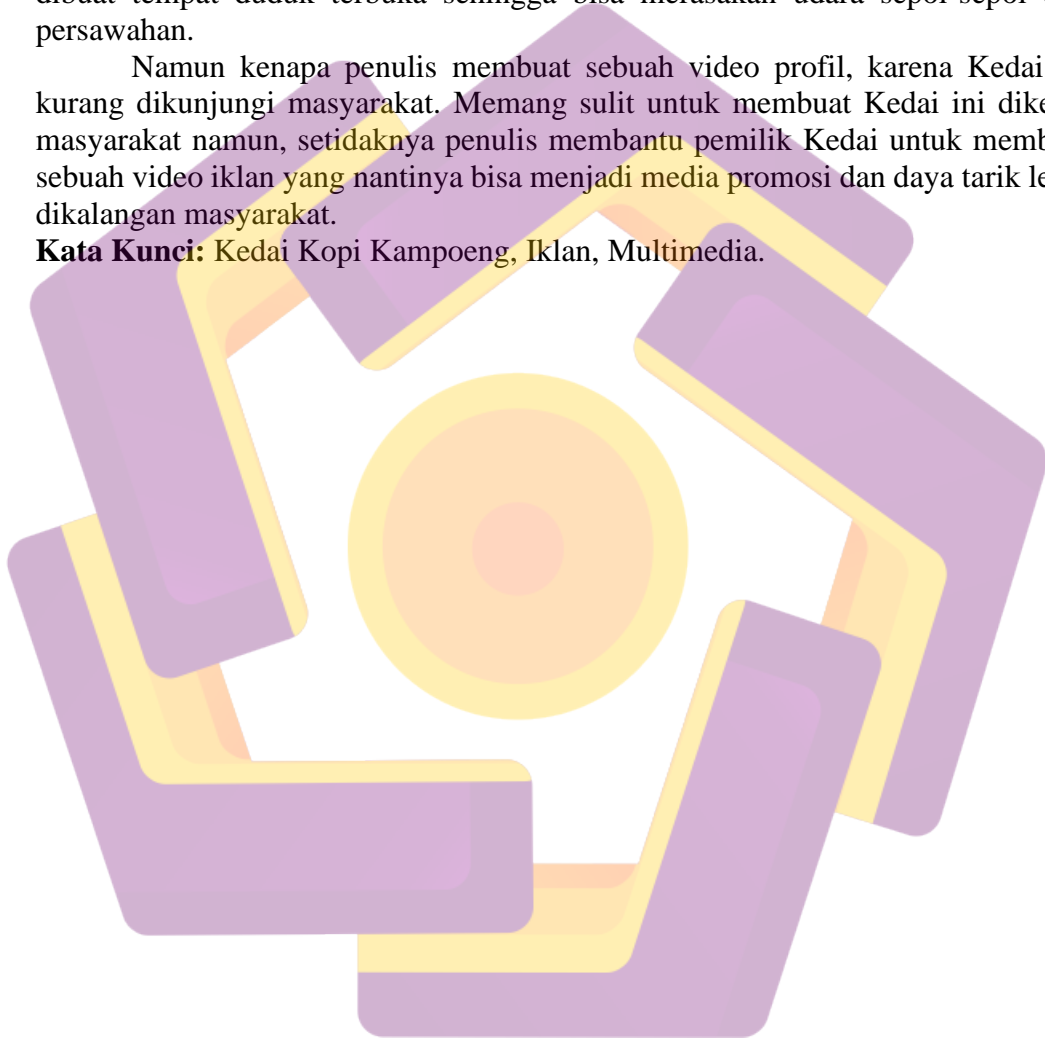 dibuat tempat duduk terbuka sehingga bisa merasakan udara sepoi-sepoi
persawahan.
Namun kenapa penulis membuat sebuah video profil, karena Kedai
kurang dikunjungi masyarakat. Memang sulit untuk membuat Kedai ini dike
masyarakat namun, setidaknya penulis membantu pemilik Kedai untuk memb
sebuah video iklan yang nantinya bisa menjadi media promosi dan daya tarik le
dikalangan masyarakat.
Kata Kunci: Kedai Kopi Kampoeng, Iklan, Multimedia.